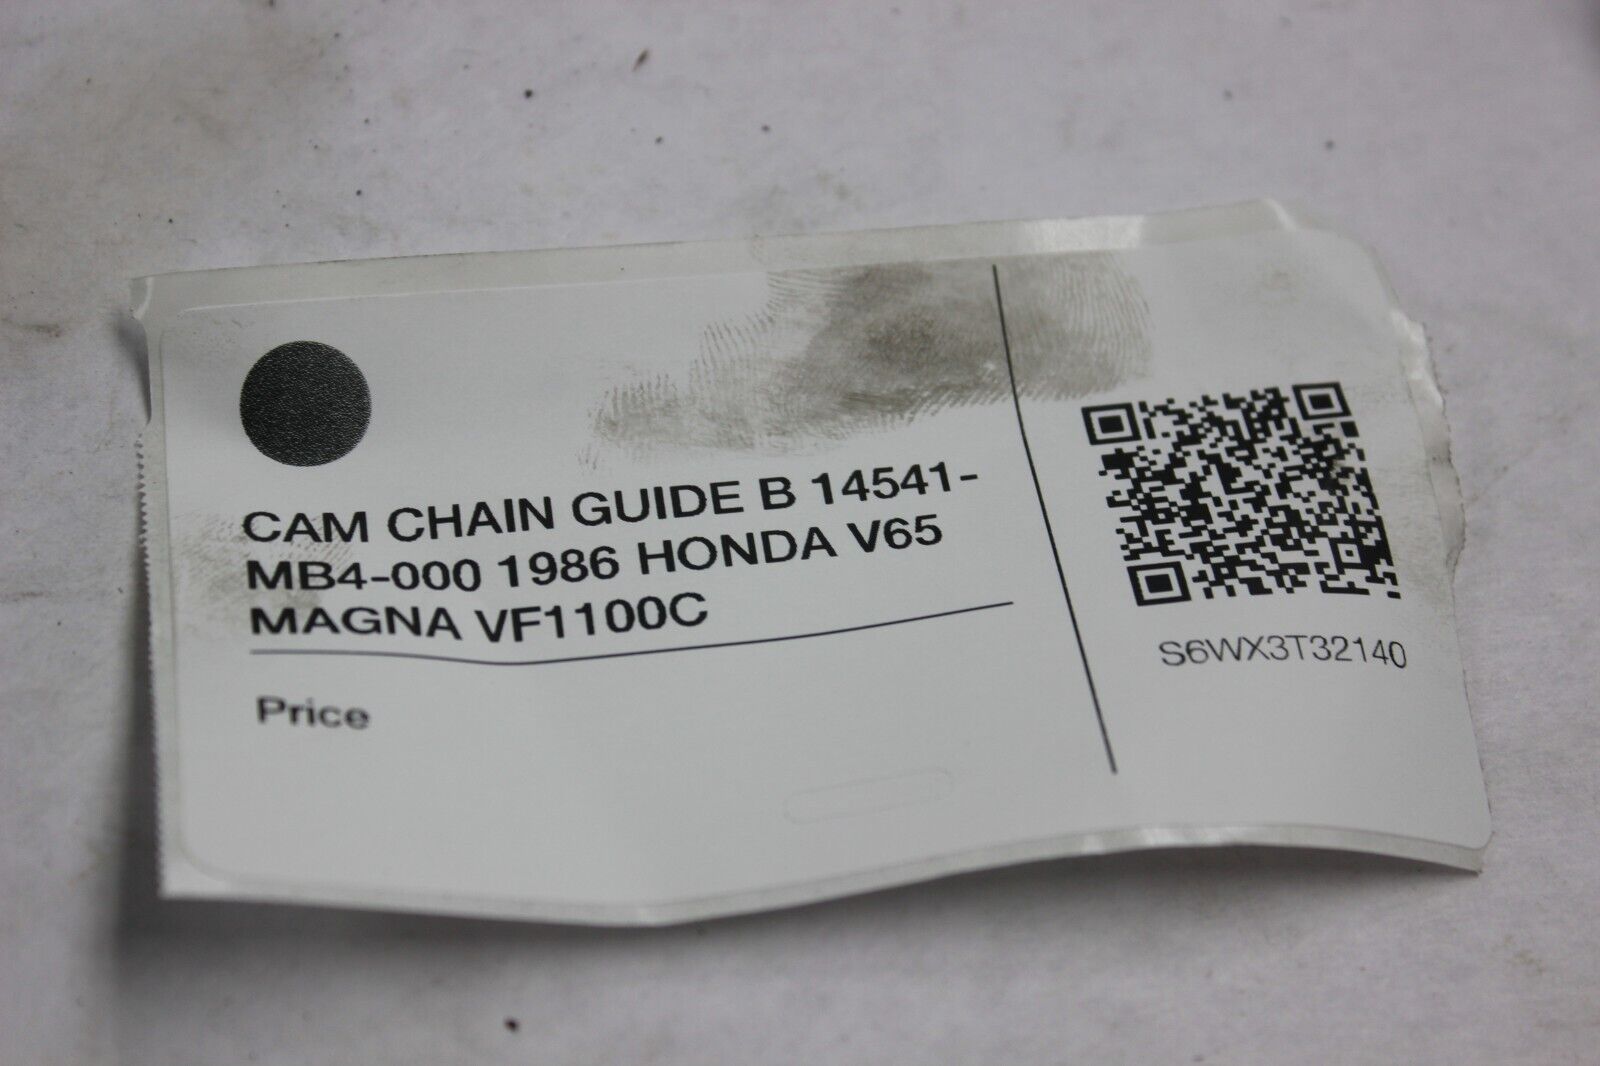 CAM CHAIN GUIDE B 14541-
MB4-000 1986 HONDA V65
MAGNA VF1100C
Price
S6WX3T32140